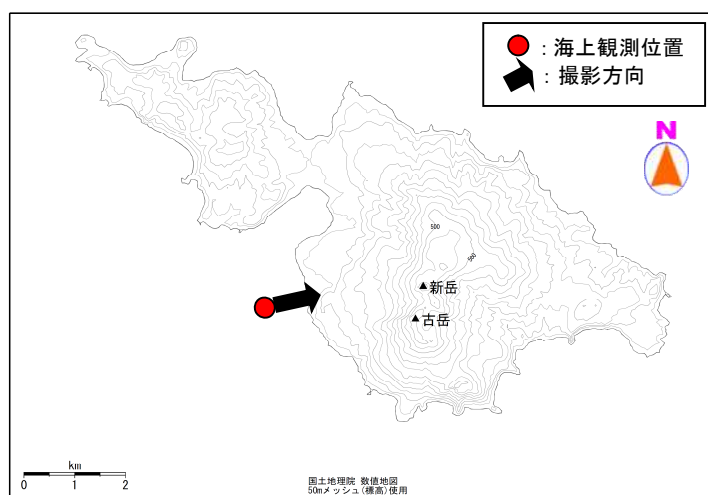 ：海上観測位置
：撮影方向
N
500
500
▲新岳
▲古岳
km
0 1 2
国土地理院 数値地図
50mメッシュ(標高)使用